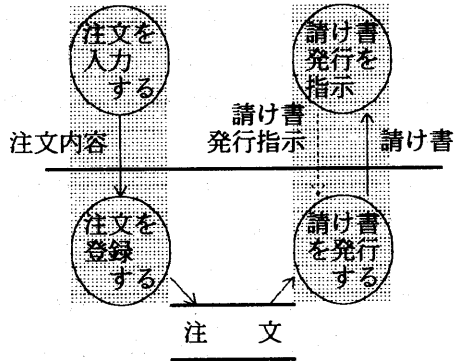 注文を
入力
する
請け書
発行を
指示
注文内容
請け書
発行指示
請け書
注文を
登録
する
請け書
を発行
する
注　文